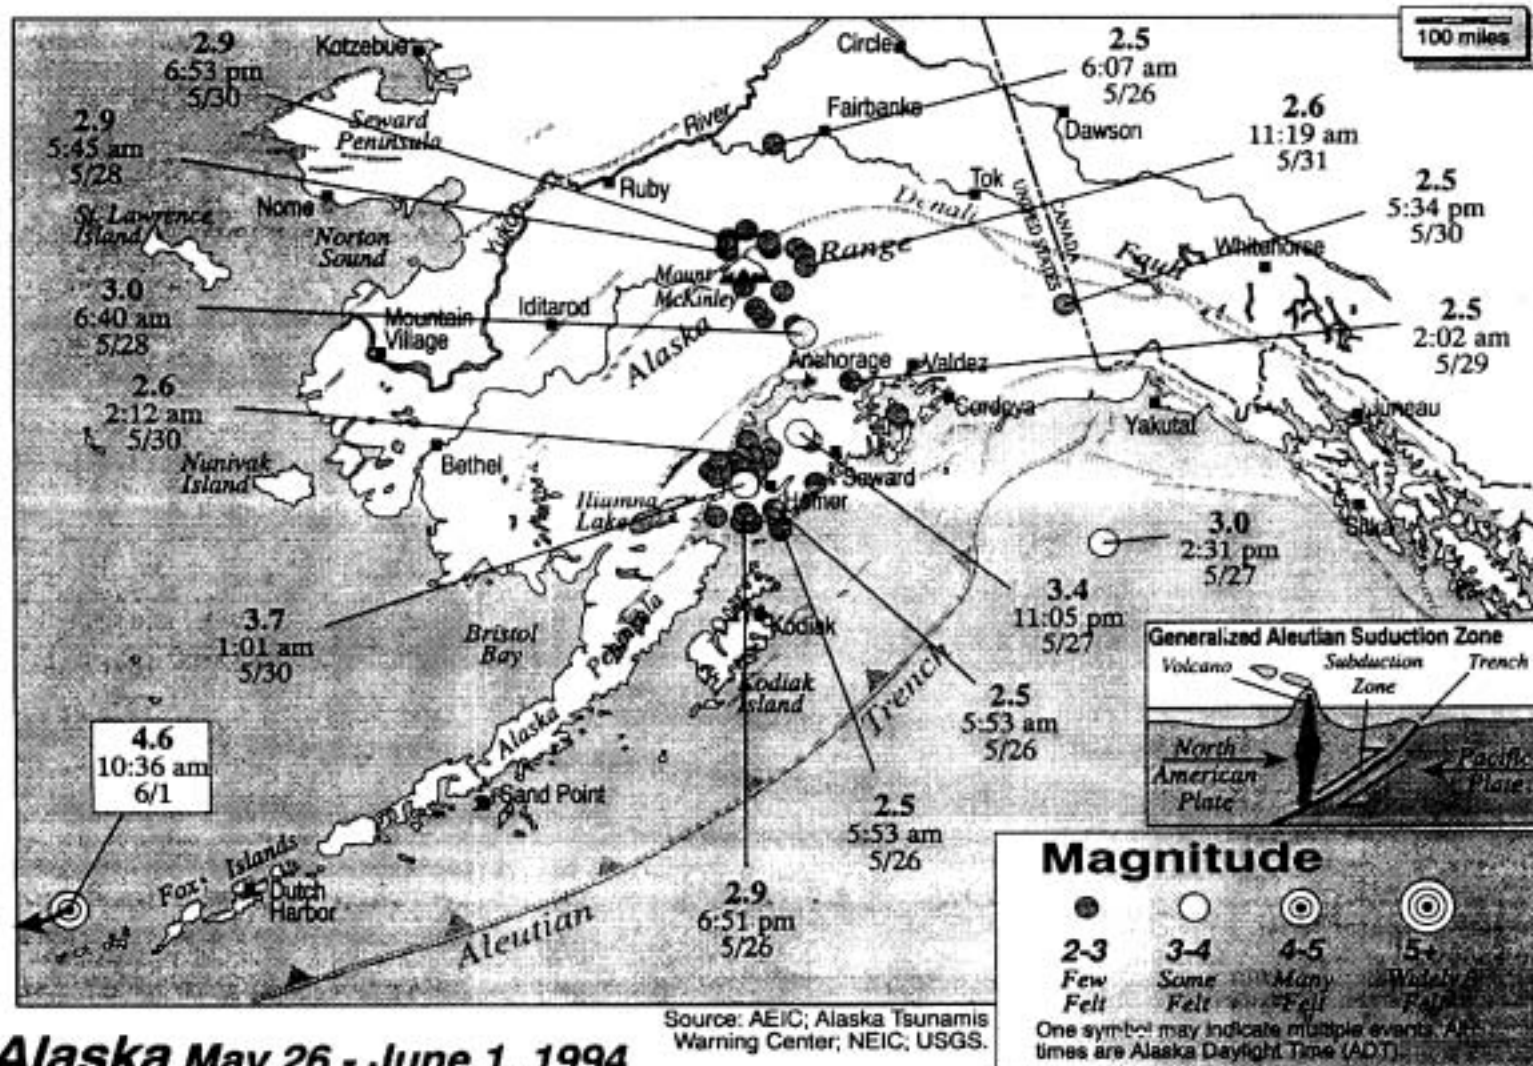 100 miles
2.9
6:53 pm
5/30
Kotzebue
Circle
2.5
6:07 am
5/26
2.9
5:45 am
5/28
Seward
Peninsula
River
Fairbanks
Dawson
2.6
11:19 am
5/31
Nome
Ruby
Tok
UNITED STATES
CANADA
2.5
5:34 pm
5/30
St. Lawrence
Island
Norton
Sound
Yukon
Denali
Fault
Range
Whitehorse
3.0
6:40 am
5/28
Mountain
Village
Iditarod
Mount
McKinley
Alaska
Anchorage
Valdez
2.5
2:02 am
5/29
2.6
2:12 am
5/30
Cordova
Yakutat
Juneau
Nunivak
Island
Bethel
Iliamna
Lake
Seward
Homer
Sitka
3.0
2:31 pm
5/27
3.7
1:01 am
5/30
Bristol
Bay
Alaska
Peninsula
Kodiak
Kodiak
Island
3.4
11:05 pm
5/27
Generalized Aleutian Suduction Zone
Volcano
Subduction
Zone
Trench
North
American
Plate
Pacific
Plate
4.6
10:36 am
6/1
Sand Point
Aleutian
Trench
2.5
5:53 am
5/26
2.5
5:53 am
5/26
2.9
6:51 pm
5/26
Fox
Islands
Dutch
Harbor
Magnitude
2-3
Few
Felt
3-4
Some
Felt
4-5
Many
Felt
5+
Widely
Felt
One symbol may indicate multiple events. All
times are Alaska Daylight Time (ADT).
Source: AEIC; Alaska Tsunamis
Warning Center; NEIC; USGS.
Alaska May 26 - June 1, 1994